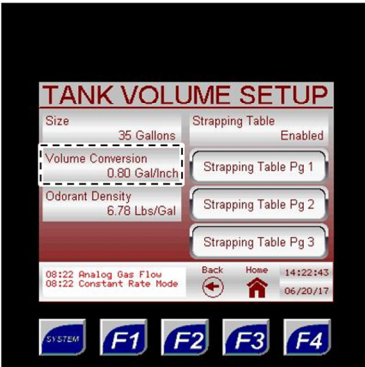 TANK VOLUME SETUP
Size
35 Gallons
Volume Conversion
0.80 Gal/Inch
Odorant Density
6.78 Lbs/Gal
Strapping Table
Enabled
Strapping Table Pg 1
Strapping Table Pg 2
Strapping Table Pg 3
08:22 Analog Gas Flow
08:22 Constant Rate Mode
Back
Home
14:22:43
06/20/17
SYSTEM
F1
F2
F3
F4